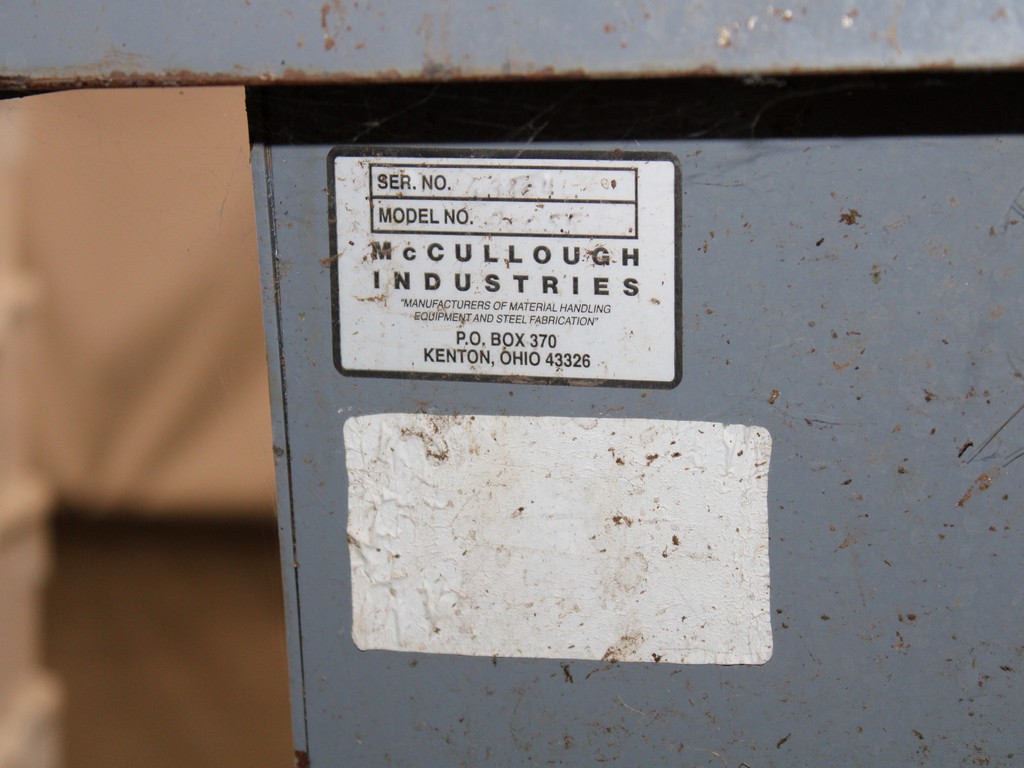 SER. NO.
MODEL NO.
McCULLOUGH
INDUSTRIES
"MANUFACTURERS OF MATERIAL HANDLING
EQUIPMENT AND STEEL FABRICATION"
P.O. BOX 370
KENTON, OHIO 43326